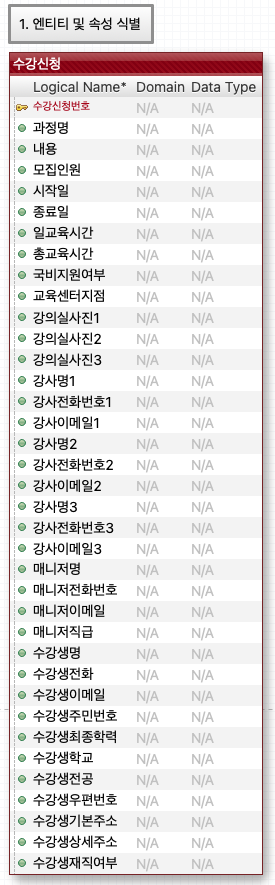 1. 엔티티 및 속성 식별
수강신청
Logical Name* Domain Data Type
수강신청번호 N/A N/A
과정명 N/A N/A
내용 N/A N/A
모집인원 N/A N/A
시작일 N/A N/A
종료일 N/A N/A
일교육시간 N/A N/A
총교육시간 N/A N/A
국비지원여부 N/A N/A
교육센터지점 N/A N/A
강의실사진1 N/A N/A
강의실사진2 N/A N/A
강의실사진3 N/A N/A
강사명1 N/A N/A
강사전화번호1 N/A N/A
강사이메일1 N/A N/A
강사명2 N/A N/A
강사전화번호2 N/A N/A
강사이메일2 N/A N/A
강사명3 N/A N/A
강사전화번호3 N/A N/A
강사이메일3 N/A N/A
매니저명 N/A N/A
매니저전화번호 N/A N/A
매니저이메일 N/A N/A
매니저직급 N/A N/A
수강생명 N/A N/A
수강생전화 N/A N/A
수강생이메일 N/A N/A
수강생주민번호 N/A N/A
수강생최종학력 N/A N/A
수강생학교 N/A N/A
수강생전공 N/A N/A
수강생우편번호 N/A N/A
수강생기본주소 N/A N/A
수강생상세주소 N/A N/A
수강생재직여부 N/A N/A